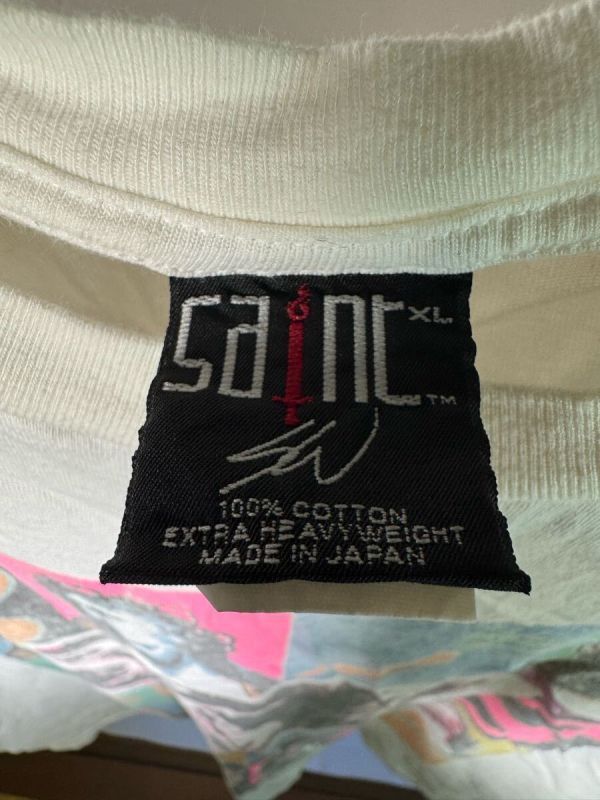 saint XL
™
100% COTTON
EXTRA HEAVYWEIGHT
MADE IN JAPAN